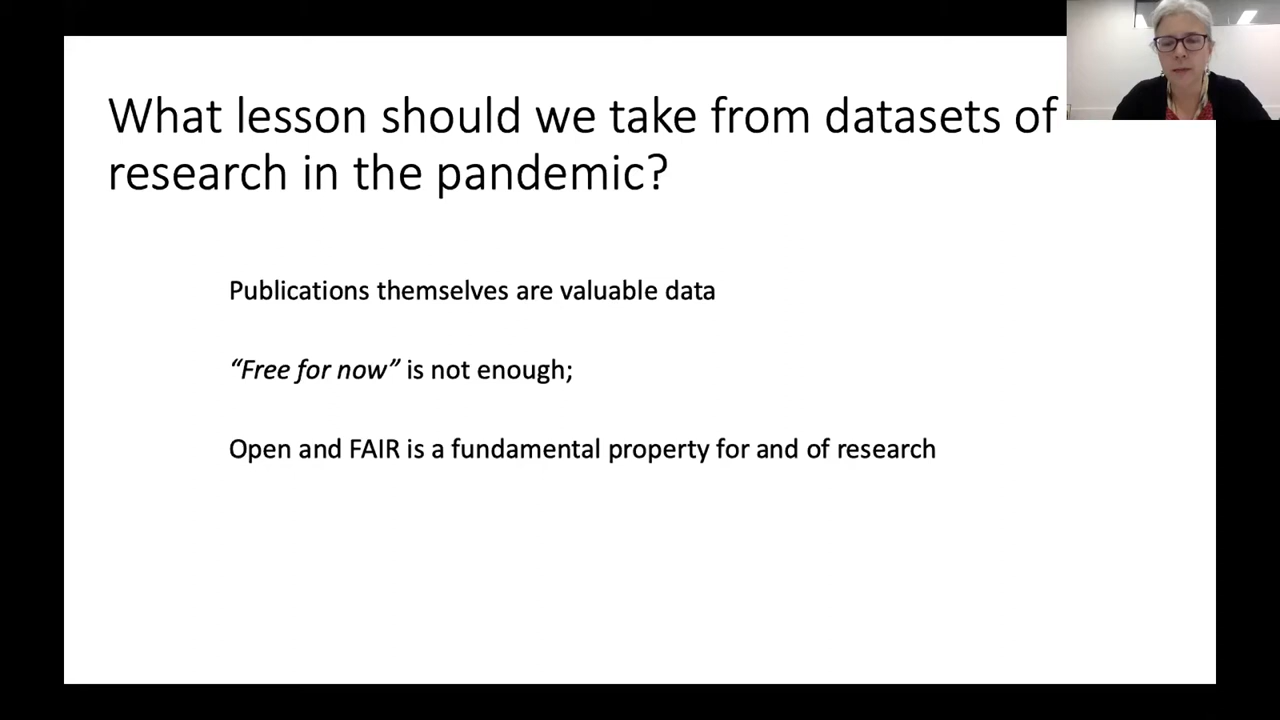 What lesson should we take from datasets of
research in the pandemic?
Publications themselves are valuable data
“Free for now” is not enough;
Open and FAIR is a fundamental property for and of research